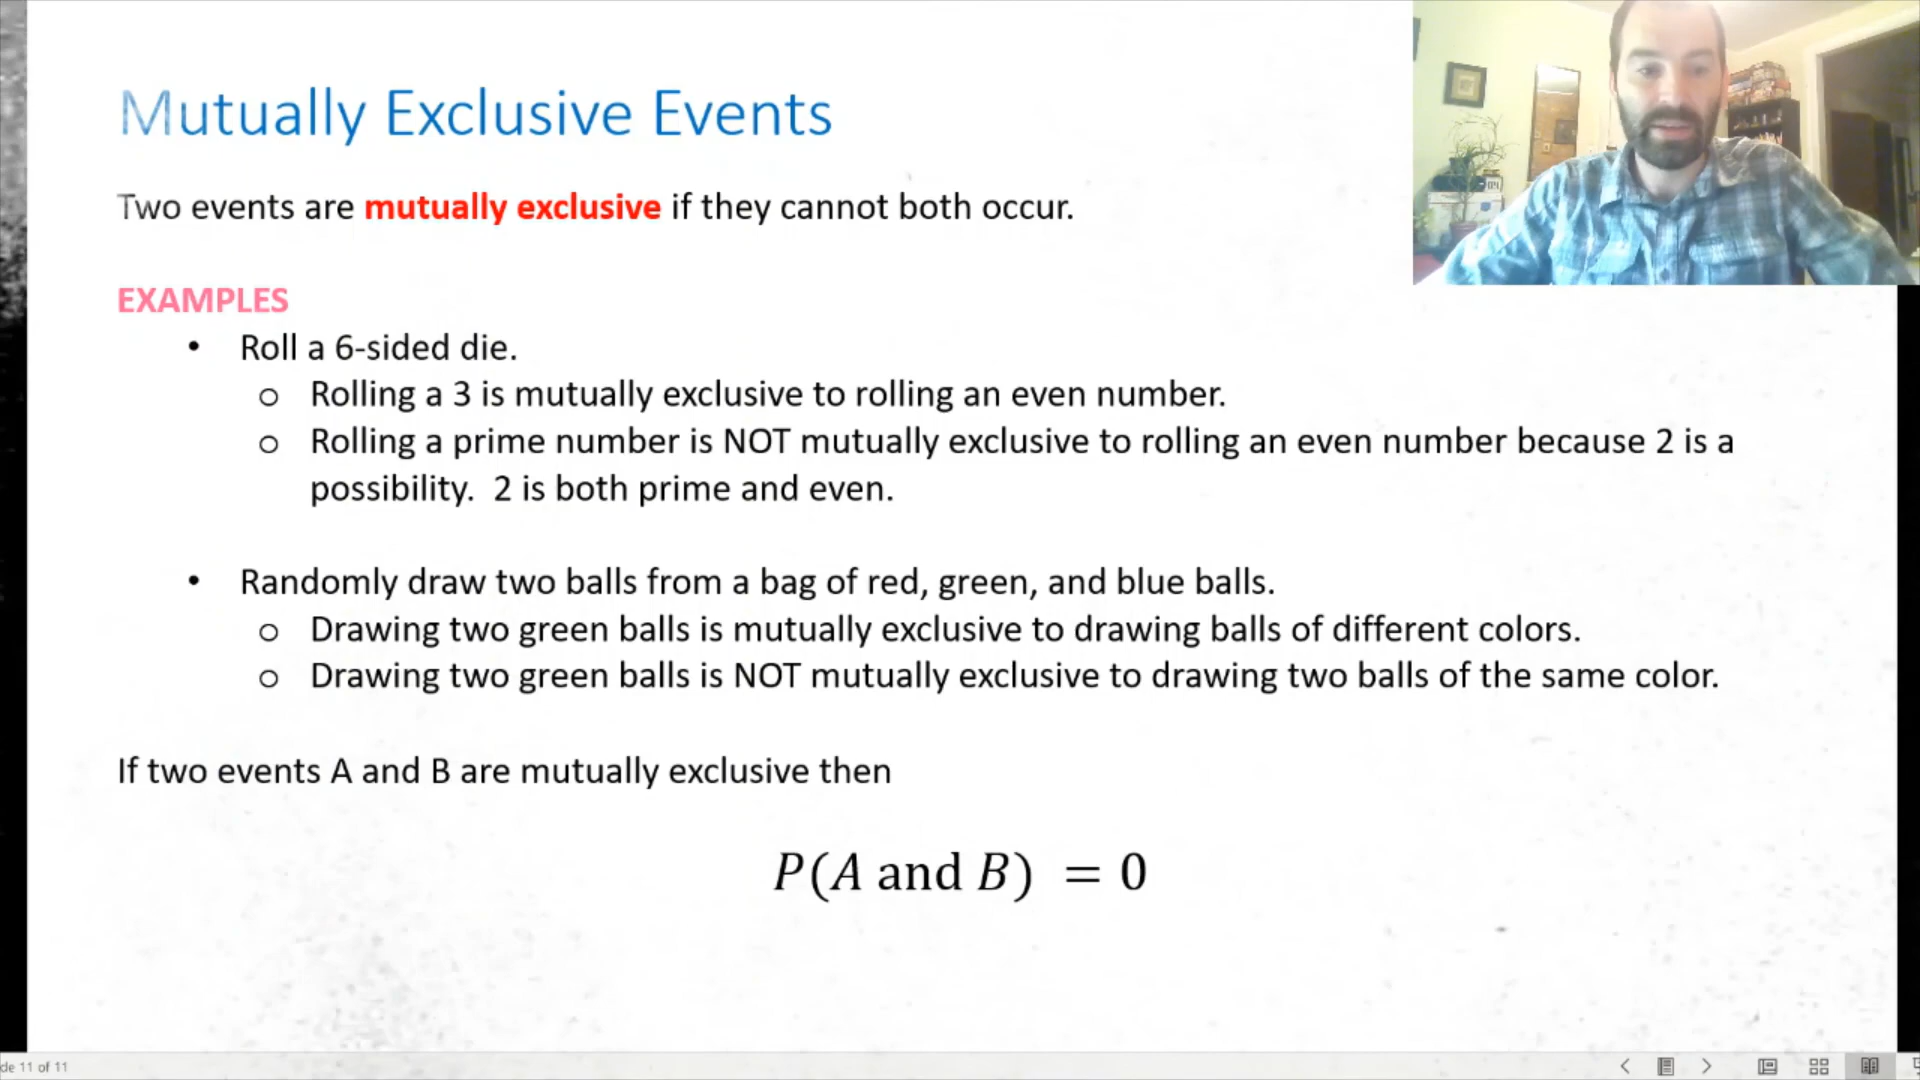 Mutually Exclusive Events
Two events are mutually exclusive if they cannot both occur.
EXAMPLES
• Roll a 6-sided die.
o Rolling a 3 is mutually exclusive to rolling an even number.
o Rolling a prime number is NOT mutually exclusive to rolling an even number because 2 is a
possibility. 2 is both prime and even.
• Randomly draw two balls from a bag of red, green, and blue balls.
o Drawing two green balls is mutually exclusive to drawing balls of different colors.
o Drawing two green balls is NOT mutually exclusive to drawing two balls of the same color.
If two events A and B are mutually exclusive then
P(A and B) = 0
de 11 of 11